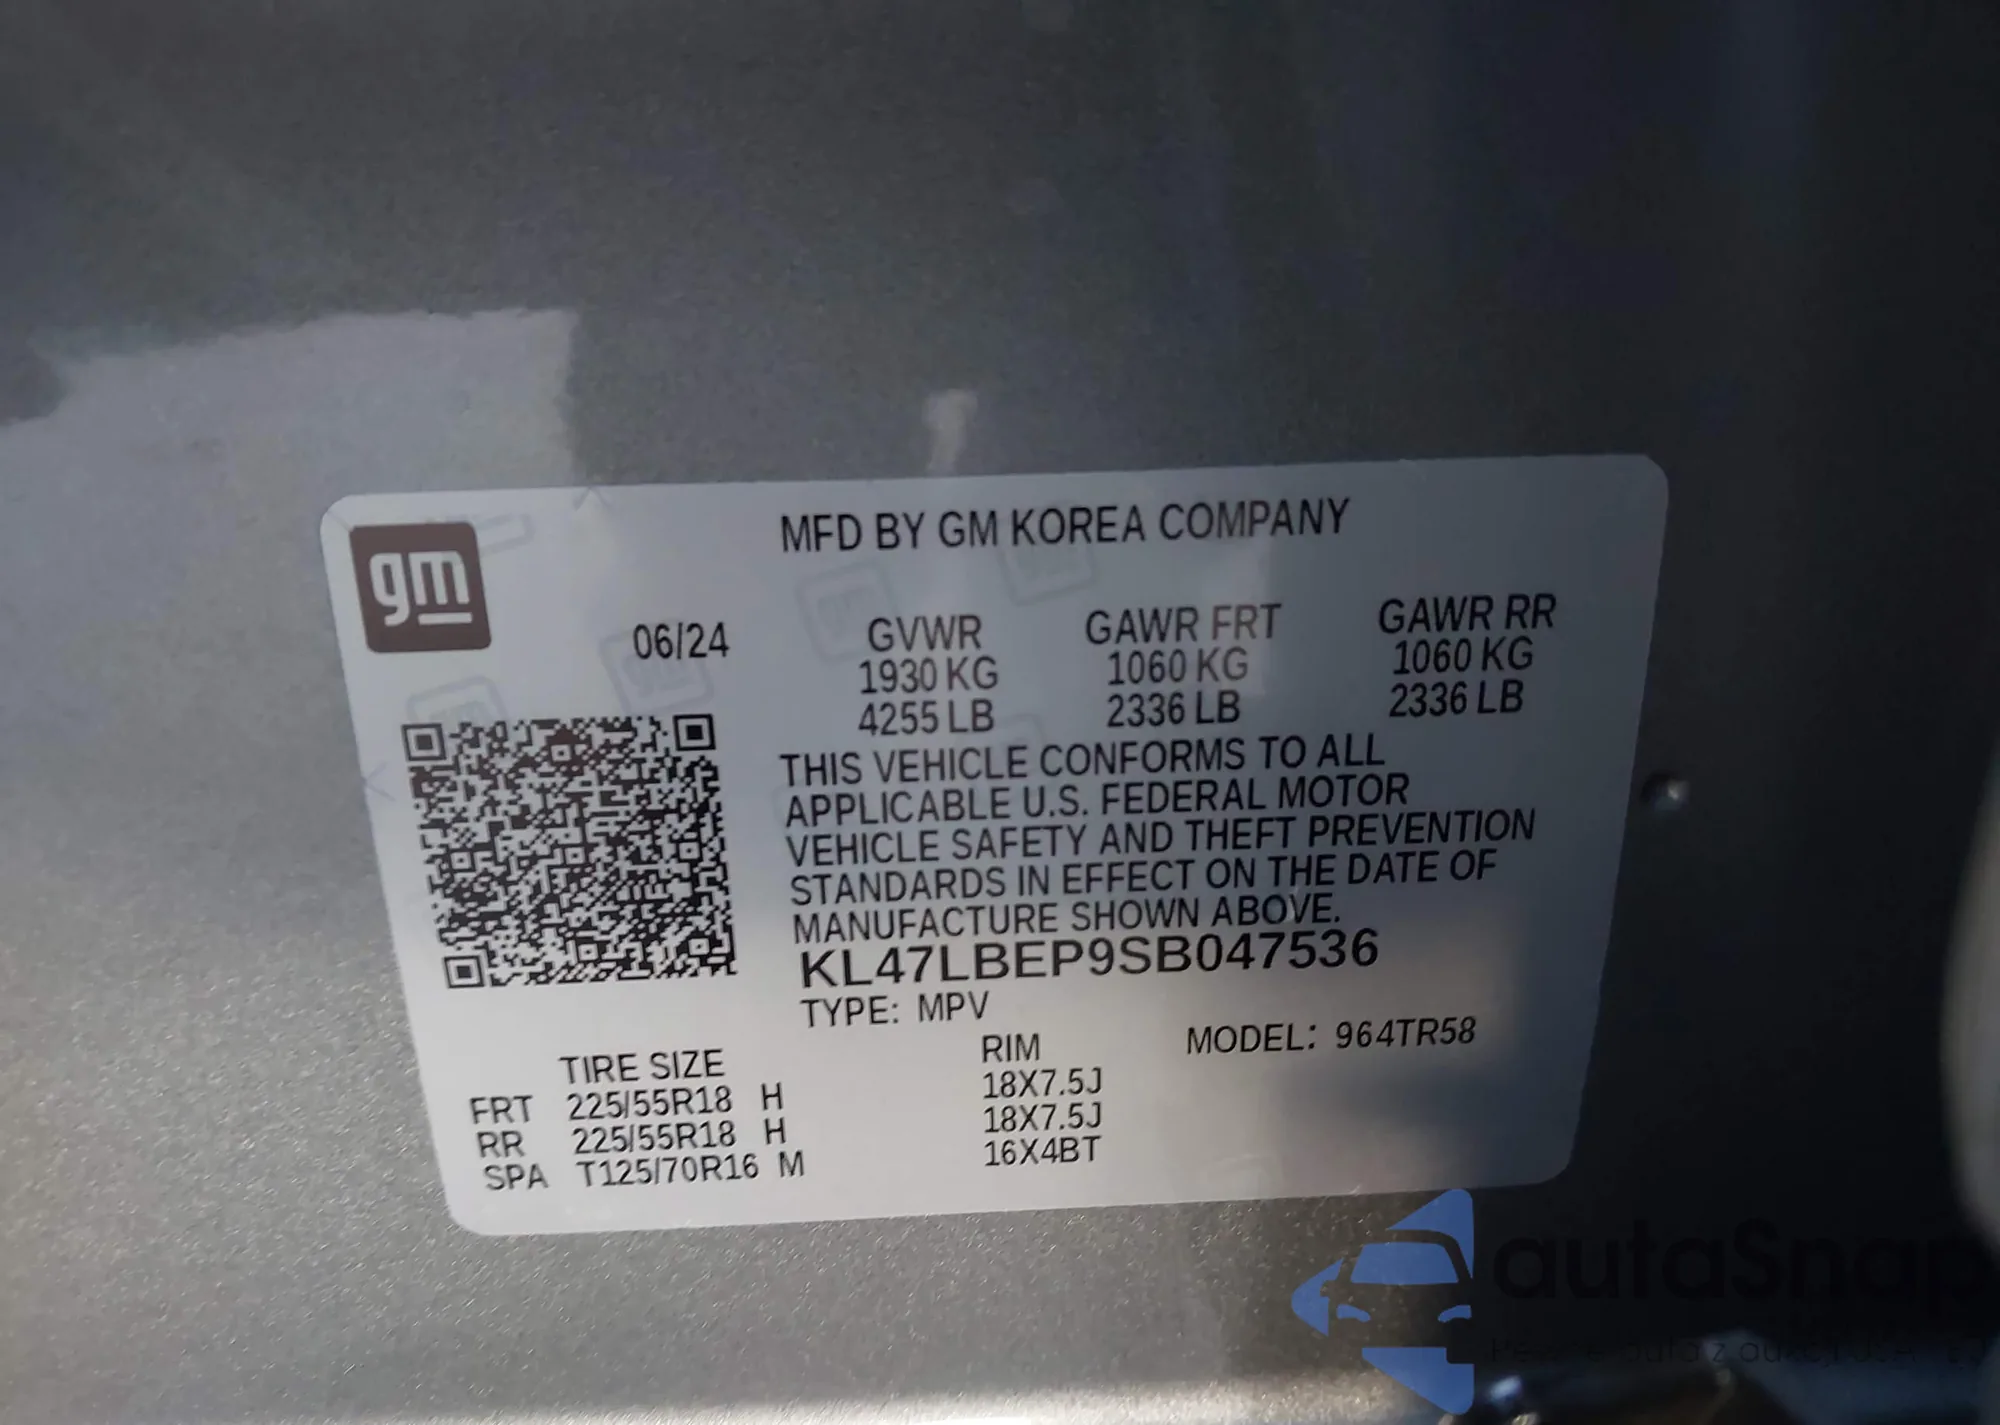 gm
MFD BY GM KOREA COMPANY
06/24
GVWR GAWR FRT GAWR RR
1930 KG 1060 KG 1060 KG
4255 LB 2336 LB 2336 LB
THIS VEHICLE CONFORMS TO ALL
APPLICABLE U.S. FEDERAL MOTOR
VEHICLE SAFETY AND THEFT PREVENTION
STANDARDS IN EFFECT ON THE DATE OF
MANUFACTURE SHOWN ABOVE.
KL47LBEP9SB047536
TYPE: MPV
MODEL: 964TR58
TIRE SIZE RIM
FRT 225/55R18 H 18X7.5J
RR 225/55R18 H 18X7.5J
SPA T125/70R16 M 16X4BT
autaSnap
auta z aukcji